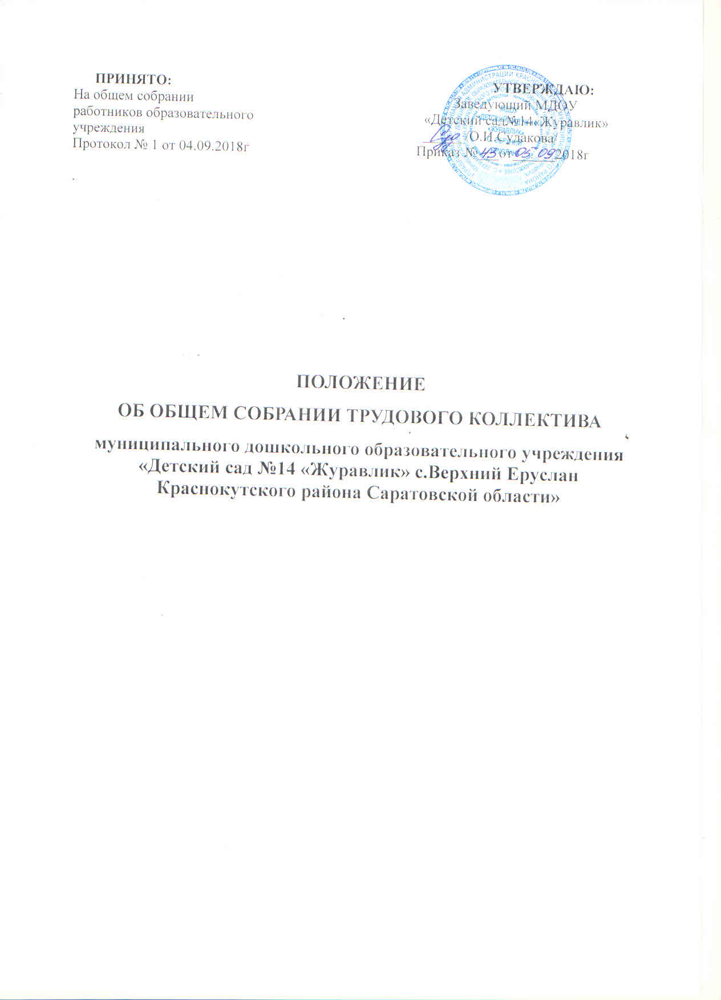 ПРИНЯТО:
На общем собрании
работников образовательного
учреждения
Протокол № 1 от 04.09.2018г
УТВЕРЖДАЮ:
Заведующий МДОУ
«Детский сад№14«Журавлик»
/О.И.Судакова/
Приказ № 43 от 05 09 2018г
ПОЛОЖЕНИЕ
ОБ ОБЩЕМ СОБРАНИИ ТРУДОВОГО КОЛЛЕКТИВА
муниципального дошкольного образовательного учреждения
«Детский сад №14 «Журавлик» с.Верхний Еруслан
Краснокутского района Саратовской области»